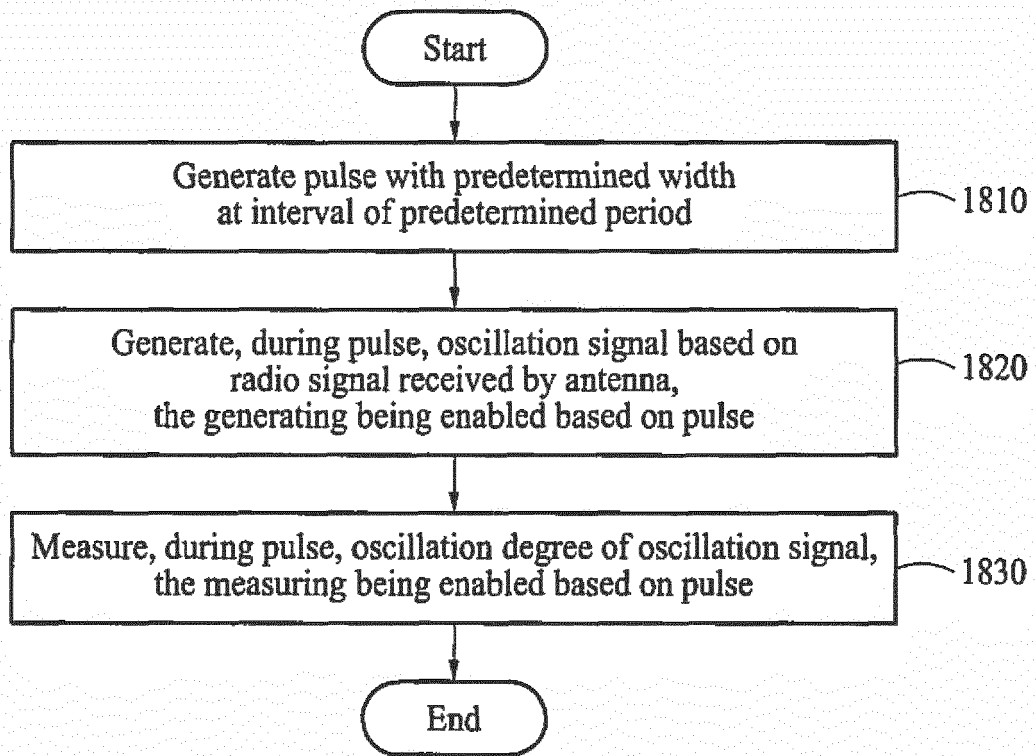 Start
Generate pulse with predetermined width
at interval of predetermined period
1810
Generate, during pulse, oscillation signal based on
radio signal received by antenna,
the generating being enabled based on pulse
1820
Measure, during pulse, oscillation degree of oscillation signal,
the measuring being enabled based on pulse
1830
End